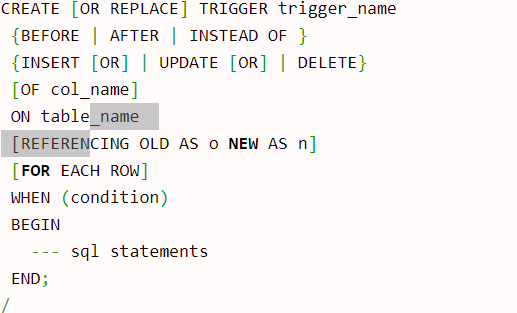 CREATE [OR REPLACE] TRIGGER trigger_name
{BEFORE | AFTER | INSTEAD OF }
{INSERT [OR] | UPDATE [OR] | DELETE}
[OF col_name]
ON table_name
[REFERENCING OLD AS o NEW AS n]
[FOR EACH ROW]
WHEN (condition)
BEGIN
--- sql statements
END;
/